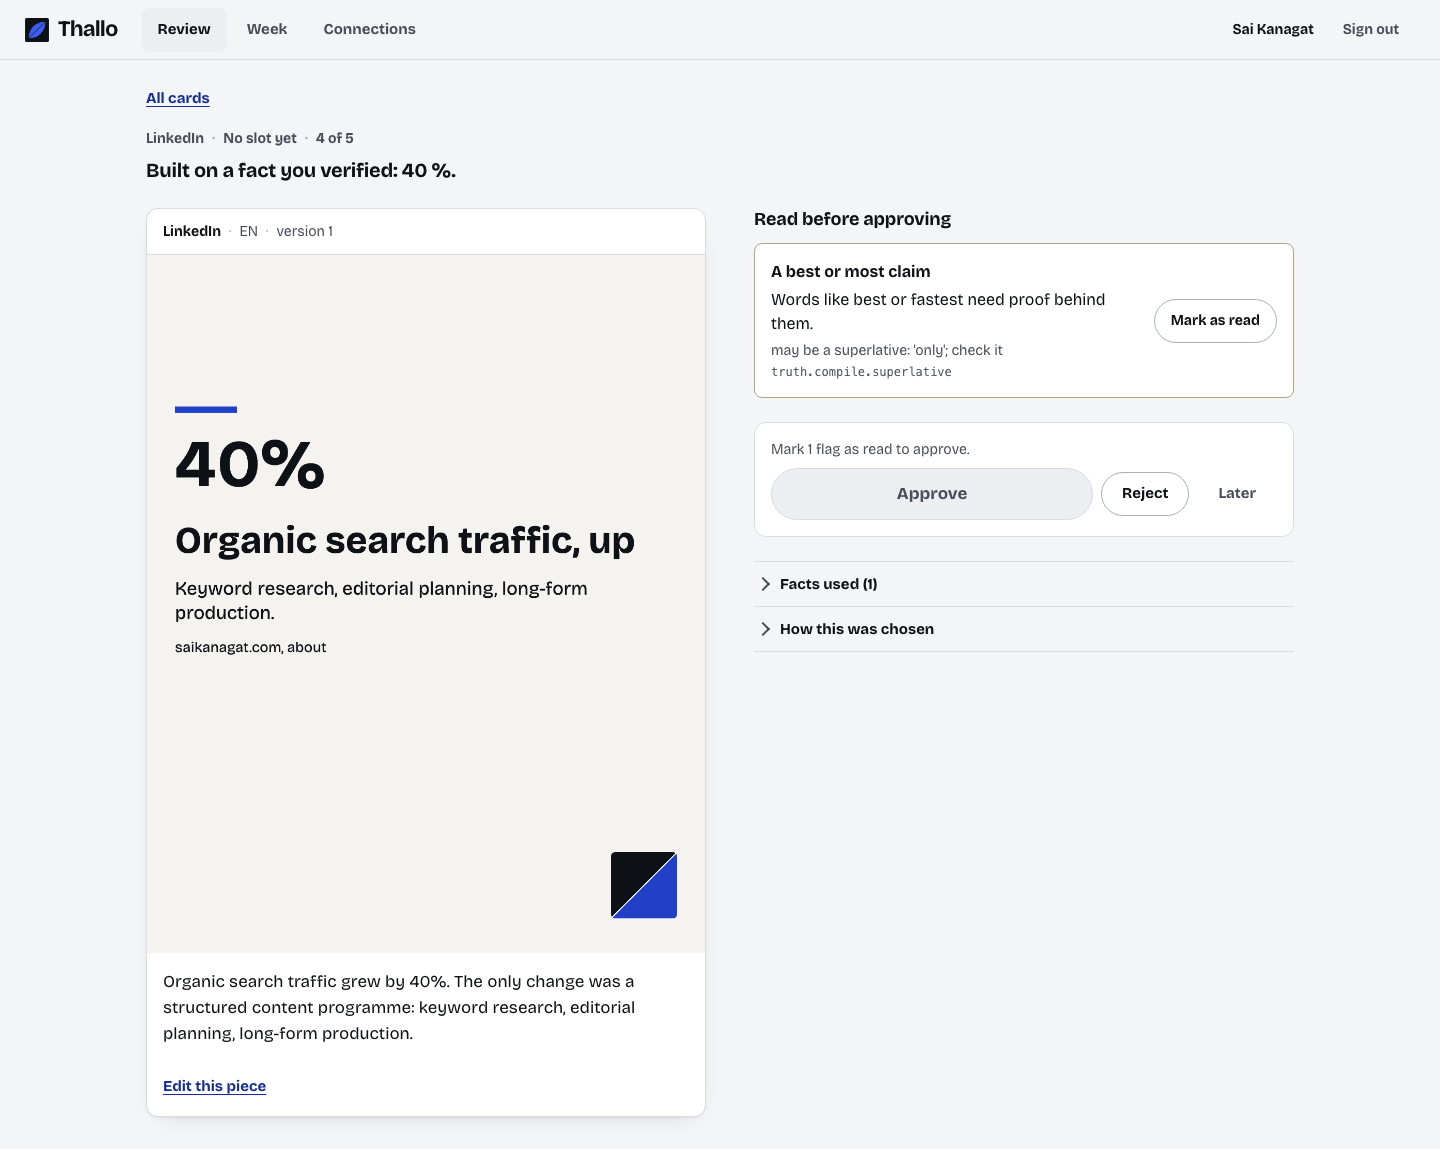 Thallo
Review
Week
Connections
Sai Kanagat
Sign out
All cards
LinkedIn · No slot yet · 4 of 5
Built on a fact you verified: 40 %.
LinkedIn · EN · version 1
40%
Organic search traffic, up
Keyword research, editorial planning, long-form
production.
saikanagat.com, about
Organic search traffic grew by 40%. The only change was a
structured content programme: keyword research, editorial
planning, long-form production.
Edit this piece
Read before approving
A best or most claim
Words like best or fastest need proof behind
them.
may be a superlative: 'only'; check it
truth.compile.superlative
Mark as read
Mark 1 flag as read to approve.
Approve
Reject
Later
Facts used (1)
How this was chosen